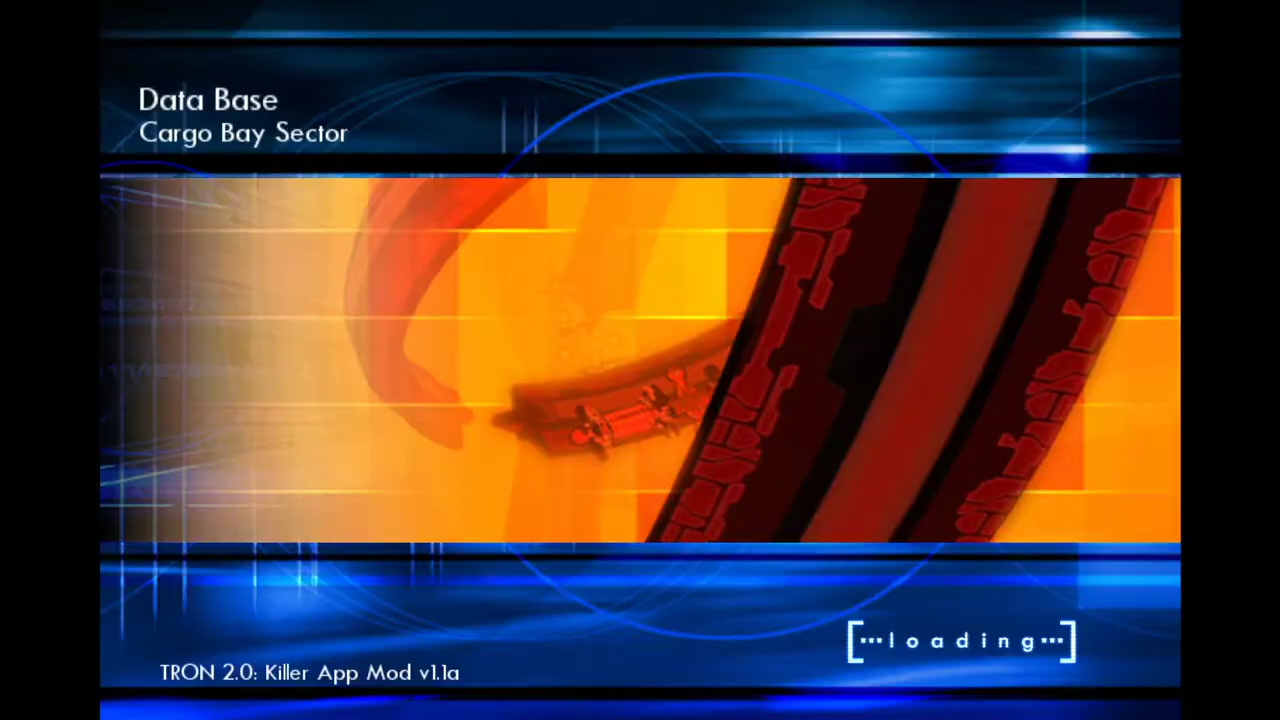 Data Base
Cargo Bay Sector
[···loading···]
TRON 2.0: Killer App Mod v1.1a